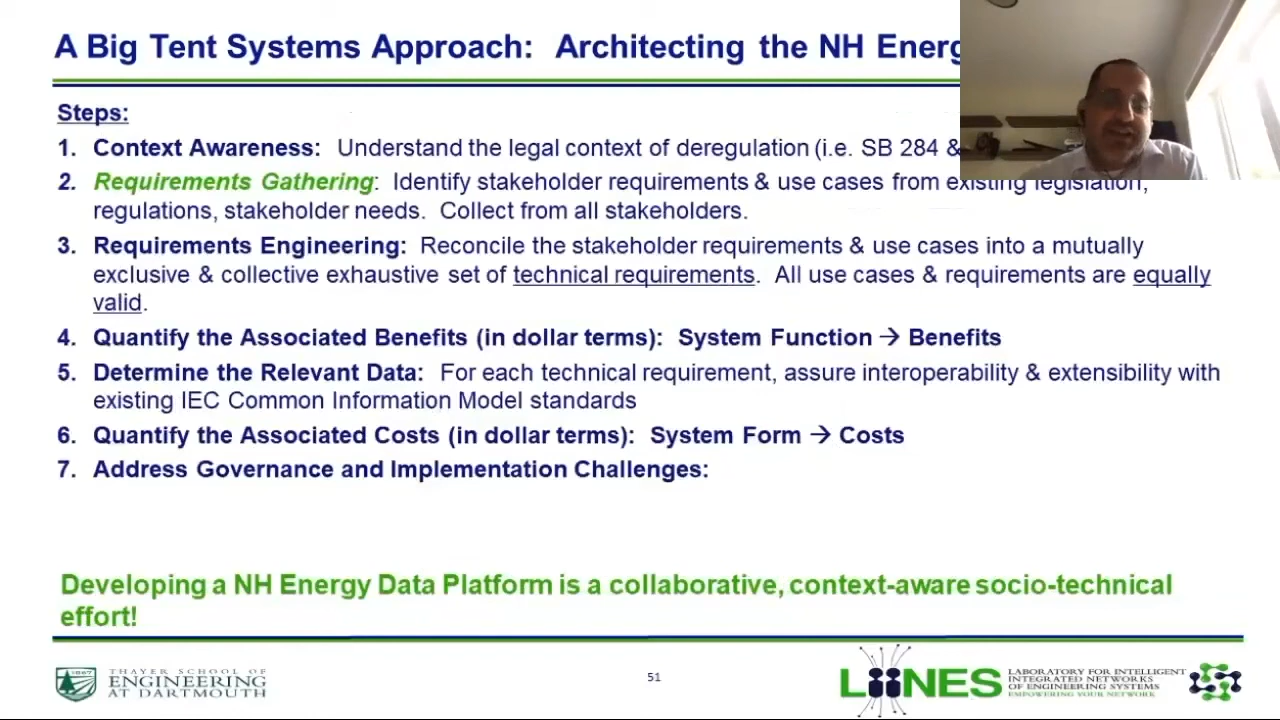 A Big Tent Systems Approach: Architecting the NH Energ
Steps:
1. Context Awareness: Understand the legal context of deregulation (i.e. SB 284 &
2. Requirements Gathering: Identify stakeholder requirements & use cases from existing legislation,
regulations, stakeholder needs. Collect from all stakeholders.
3. Requirements Engineering: Reconcile the stakeholder requirements & use cases into a mutually
exclusive & collective exhaustive set of technical requirements. All use cases & requirements are equally
valid.
4. Quantify the Associated Benefits (in dollar terms): System Function → Benefits
5. Determine the Relevant Data: For each technical requirement, assure interoperability & extensibility with
existing IEC Common Information Model standards
6. Quantify the Associated Costs (in dollar terms): System Form → Costs
7. Address Governance and Implementation Challenges:
Developing a NH Energy Data Platform is a collaborative, context-aware socio-technical
effort!
THAYER SCHOOL OF
ENGINEERING
AT DARTMOUTH
51
LIINES
LABORATORY FOR INTELLIGENT
INTEGRATED NETWORKS
OF ENGINEERING SYSTEMS
EMPOWERING YOUR NETWORK